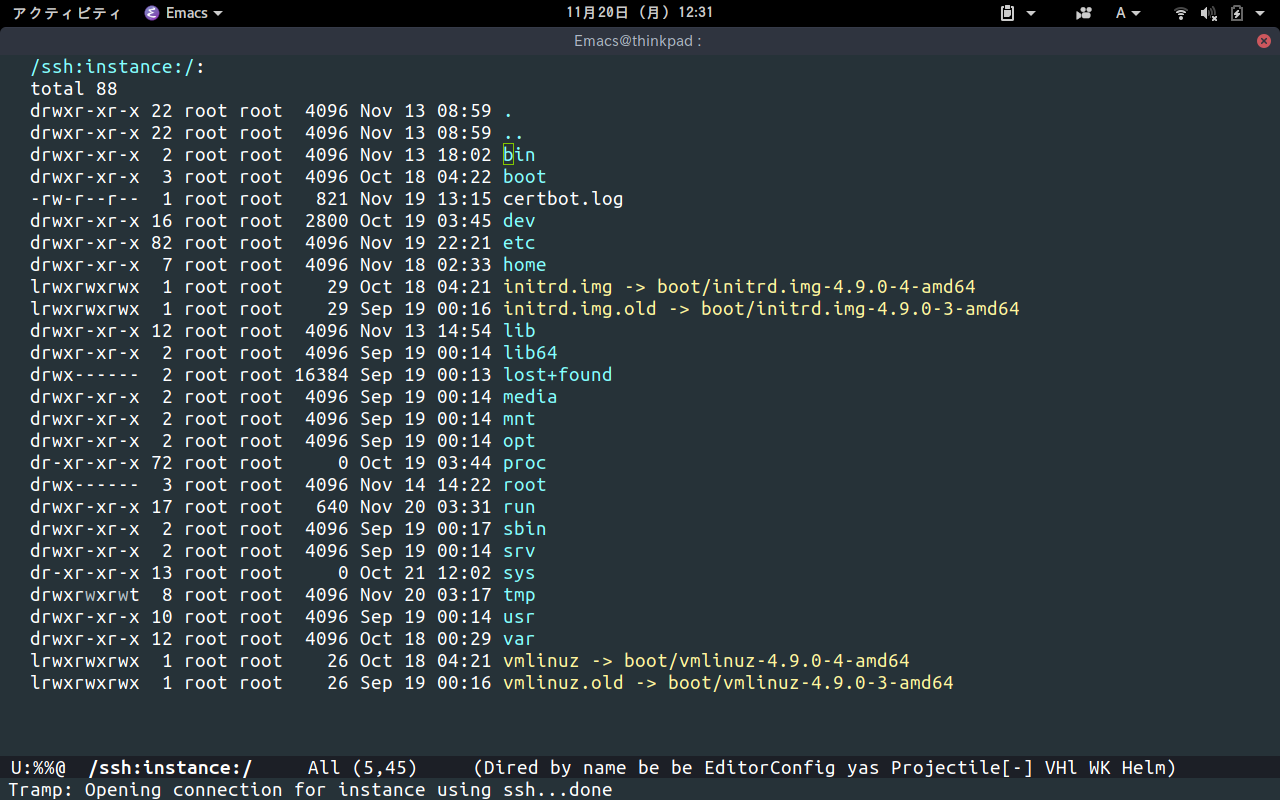 アクティビティ Emacs 11月20日 (月) 12:31 A
Emacs@thinkpad :
/ssh:instance:/:
total 88
drwxr-xr-x 22 root root  4096 Nov 13 08:59 .
drwxr-xr-x 22 root root  4096 Nov 13 08:59 ..
drwxr-xr-x  2 root root  4096 Nov 13 18:02 bin
drwxr-xr-x  3 root root  4096 Oct 18 04:22 boot
-rw-r--r--  1 root root   821 Nov 19 13:15 certbot.log
drwxr-xr-x 16 root root  2800 Oct 19 03:45 dev
drwxr-xr-x 82 root root  4096 Nov 19 22:21 etc
drwxr-xr-x  7 root root  4096 Nov 18 02:33 home
lrwxrwxrwx  1 root root    29 Oct 18 04:21 initrd.img -> boot/initrd.img-4.9.0-4-amd64
lrwxrwxrwx  1 root root    29 Sep 19 00:16 initrd.img.old -> boot/initrd.img-4.9.0-3-amd64
drwxr-xr-x 12 root root  4096 Nov 13 14:54 lib
drwxr-xr-x  2 root root  4096 Sep 19 00:14 lib64
drwx------  2 root root 16384 Sep 19 00:13 lost+found
drwxr-xr-x  2 root root  4096 Sep 19 00:14 media
drwxr-xr-x  2 root root  4096 Sep 19 00:14 mnt
drwxr-xr-x  2 root root  4096 Sep 19 00:14 opt
dr-xr-xr-x 72 root root     0 Oct 19 03:44 proc
drwx------  3 root root  4096 Nov 14 14:22 root
drwxr-xr-x 17 root root   640 Nov 20 03:31 run
drwxr-xr-x  2 root root  4096 Sep 19 00:17 sbin
drwxr-xr-x  2 root root  4096 Sep 19 00:14 srv
dr-xr-xr-x 13 root root     0 Oct 21 12:02 sys
drwxrwxrwt  8 root root  4096 Nov 20 03:17 tmp
drwxr-xr-x 10 root root  4096 Sep 19 00:14 usr
drwxr-xr-x 12 root root  4096 Oct 18 00:29 var
lrwxrwxrwx  1 root root    26 Oct 18 04:21 vmlinuz -> boot/vmlinuz-4.9.0-4-amd64
lrwxrwxrwx  1 root root    26 Sep 19 00:16 vmlinuz.old -> boot/vmlinuz-4.9.0-3-amd64
U:%%@  /ssh:instance:/     All (5,45)     (Dired by name be be EditorConfig yas Projectile[-] VHl WK Helm)
Tramp: Opening connection for instance using ssh...done